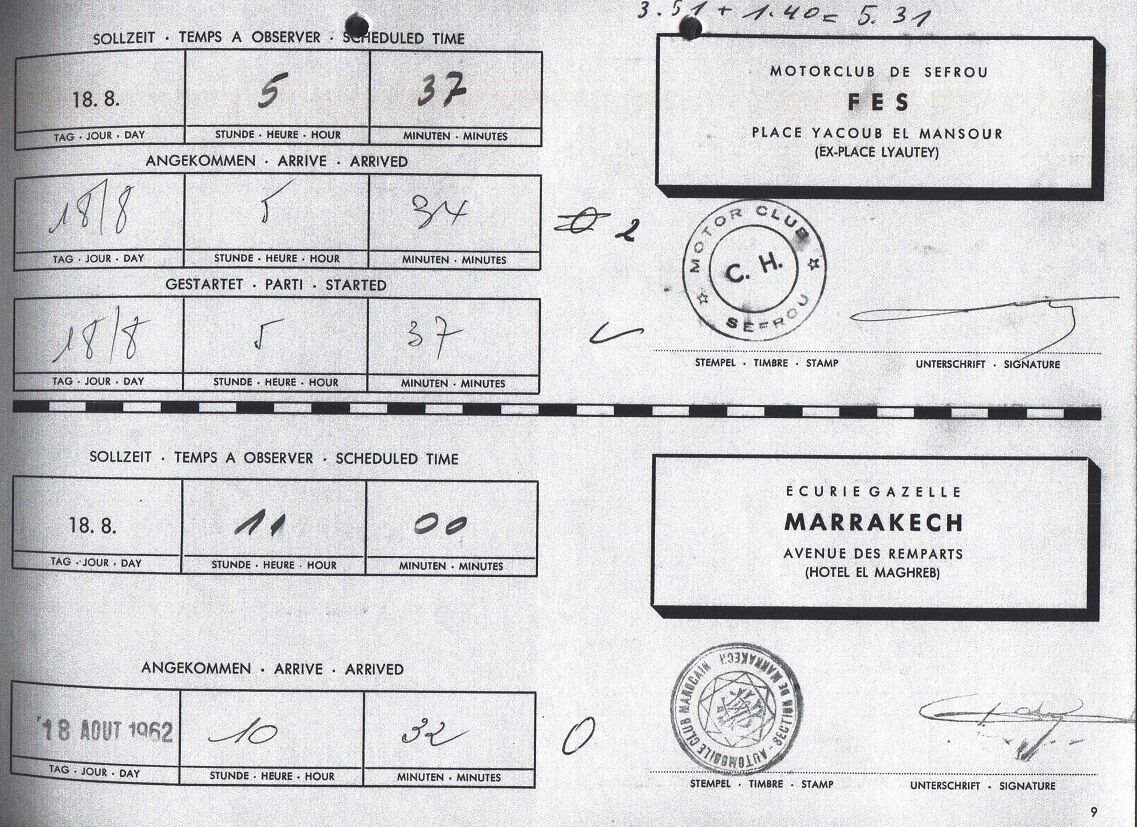 3.51 + 1.40 = 5.31
SOLLZEIT · TEMPS A OBSERVER · SCHEDULED TIME
18. 8. 5 37
TAG · JOUR · DAY STUNDE · HEURE · HOUR MINUTEN · MINUTES
MOTORCLUB DE SEFROU
FES
PLACE YACOUB EL MANSOUR
(EX-PLACE LYAUTEY)
ANGEKOMMEN · ARRIVE · ARRIVED
18/8 5 34
2
TAG · JOUR · DAY STUNDE · HEURE · HOUR MINUTEN · MINUTES
MOTOR CLUB
C. H.
SEFROU
GESTARTET · PARTI · STARTED
18/8 5 37
TAG · JOUR · DAY STUNDE · HEURE · HOUR MINUTEN · MINUTES
STEMPEL · TIMBRE · STAMP UNTERSCHRIFT · SIGNATURE
SOLLZEIT · TEMPS A OBSERVER · SCHEDULED TIME
18. 8. 11 00
TAG · JOUR · DAY STUNDE · HEURE · HOUR MINUTEN · MINUTES
ECURIE GAZELLE
MARRAKECH
AVENUE DES REMPARTS
(HOTEL EL MAGHREB)
ANGEKOMMEN · ARRIVE · ARRIVED
18 AOUT 1962 10 32 0
TAG · JOUR · DAY STUNDE · HEURE · HOUR MINUTEN · MINUTES
AUTOMOBILE CLUB MAROCAIN
SECTION DE MARRAKECH
STEMPEL · TIMBRE · STAMP UNTERSCHRIFT · SIGNATURE
9